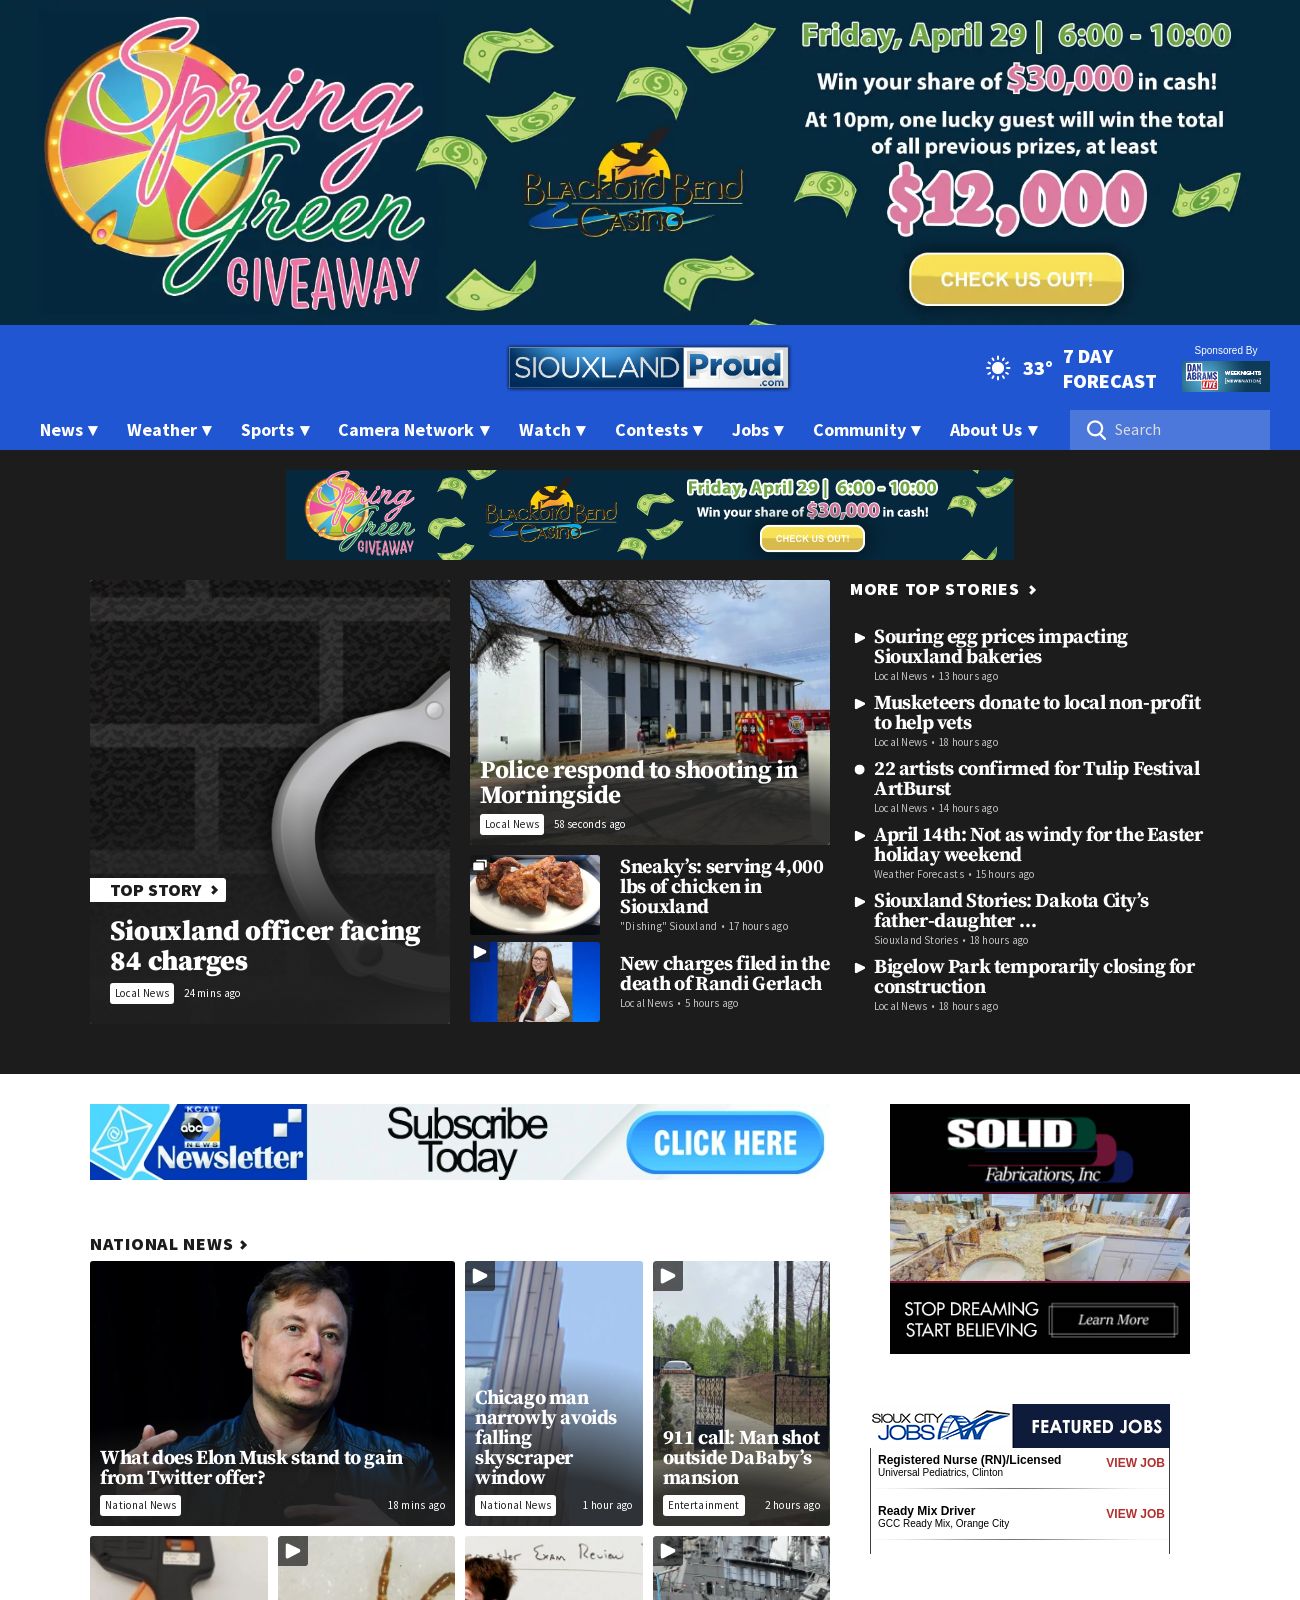 Spring
Green
GIVEAWAY
BLACKBIRD BEND
CASINO
Friday, April 29 | 6:00 - 10:00
Win your share of $30,000 in cash!
At 10pm, one lucky guest will win the total
of all previous prizes, at least
$12,000
CHECK US OUT!
SIOUXLAND Proud
.com
33°
7 DAY
FORECAST
Sponsored By
DAN
ABRAMS
LIVE
WEEKNIGHTS
News ▼
Weather ▼
Sports ▼
Camera Network ▼
Watch ▼
Contests ▼
Jobs ▼
Community ▼
About Us ▼
Search
Spring
Green
GIVEAWAY
BLACKBIRD BEND
CASINO
Friday, April 29 | 6:00 - 10:00
Win your share of $30,000 in cash!
CHECK US OUT!
TOP STORY
Siouxland officer facing
84 charges
Local News 24 mins ago
Police respond to shooting in
Morningside
Local News 58 seconds ago
Sneaky’s: serving 4,000
lbs of chicken in
Siouxland
"Dishing" Siouxland • 17 hours ago
New charges filed in the
death of Randi Gerlach
Local News • 5 hours ago
MORE TOP STORIES
Souring egg prices impacting
Siouxland bakeries
Local News • 13 hours ago
Musketeers donate to local non-profit
to help vets
Local News • 18 hours ago
22 artists confirmed for Tulip Festival
ArtBurst
Local News • 14 hours ago
April 14th: Not as windy for the Easter
holiday weekend
Weather Forecasts • 15 hours ago
Siouxland Stories: Dakota City’s
father-daughter …
Siouxland Stories • 18 hours ago
Bigelow Park temporarily closing for
construction
Local News • 18 hours ago
KCAU
abc 9
NEWS
Newsletter
Subscribe
Today
CLICK HERE
SOLID
Fabrications, Inc
STOP DREAMING
START BELIEVING
Learn More
NATIONAL NEWS
What does Elon Musk stand to gain
from Twitter offer?
National News 18 mins ago
Chicago man
narrowly avoids
falling
skyscraper
window
National News 1 hour ago
911 call: Man shot
outside DaBaby’s
mansion
Entertainment 2 hours ago
SIOUX CITY
JOBS
FEATURED JOBS
Registered Nurse (RN)/Licensed
Universal Pediatrics, Clinton
VIEW JOB
Ready Mix Driver
GCC Ready Mix, Orange City
VIEW JOB
Exam Review